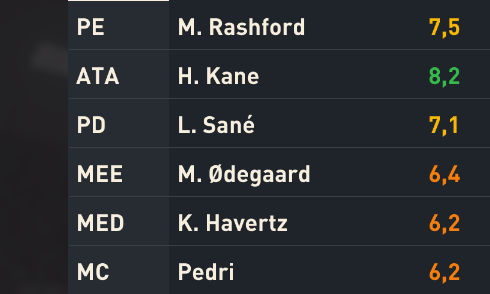 PE M. Rashford 7,5
ATA H. Kane 8,2
PD L. Sané 7,1
MEE M. Ødegaard 6,4
MED K. Havertz 6,2
MC Pedri 6,2